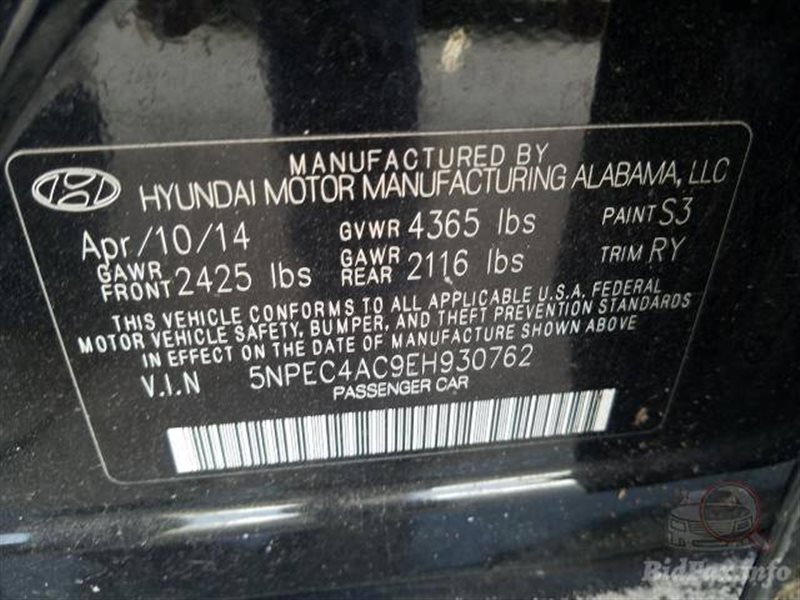 MANUFACTURED BY
HYUNDAI MOTOR MANUFACTURING ALABAMA, LLC
Apr/10/14 GVWR 4365 lbs PAINT S3
GAWR FRONT 2425 lbs GAWR REAR 2116 lbs TRIM RY
THIS VEHICLE CONFORMS TO ALL APPLICABLE U.S.A. FEDERAL
MOTOR VEHICLE SAFETY, BUMPER, AND THEFT PREVENTION STANDARDS
IN EFFECT ON THE DATE OF MANUFACTURE SHOWN ABOVE
V.I.N 5NPEC4AC9EH930762
PASSENGER CAR
BidFax.info